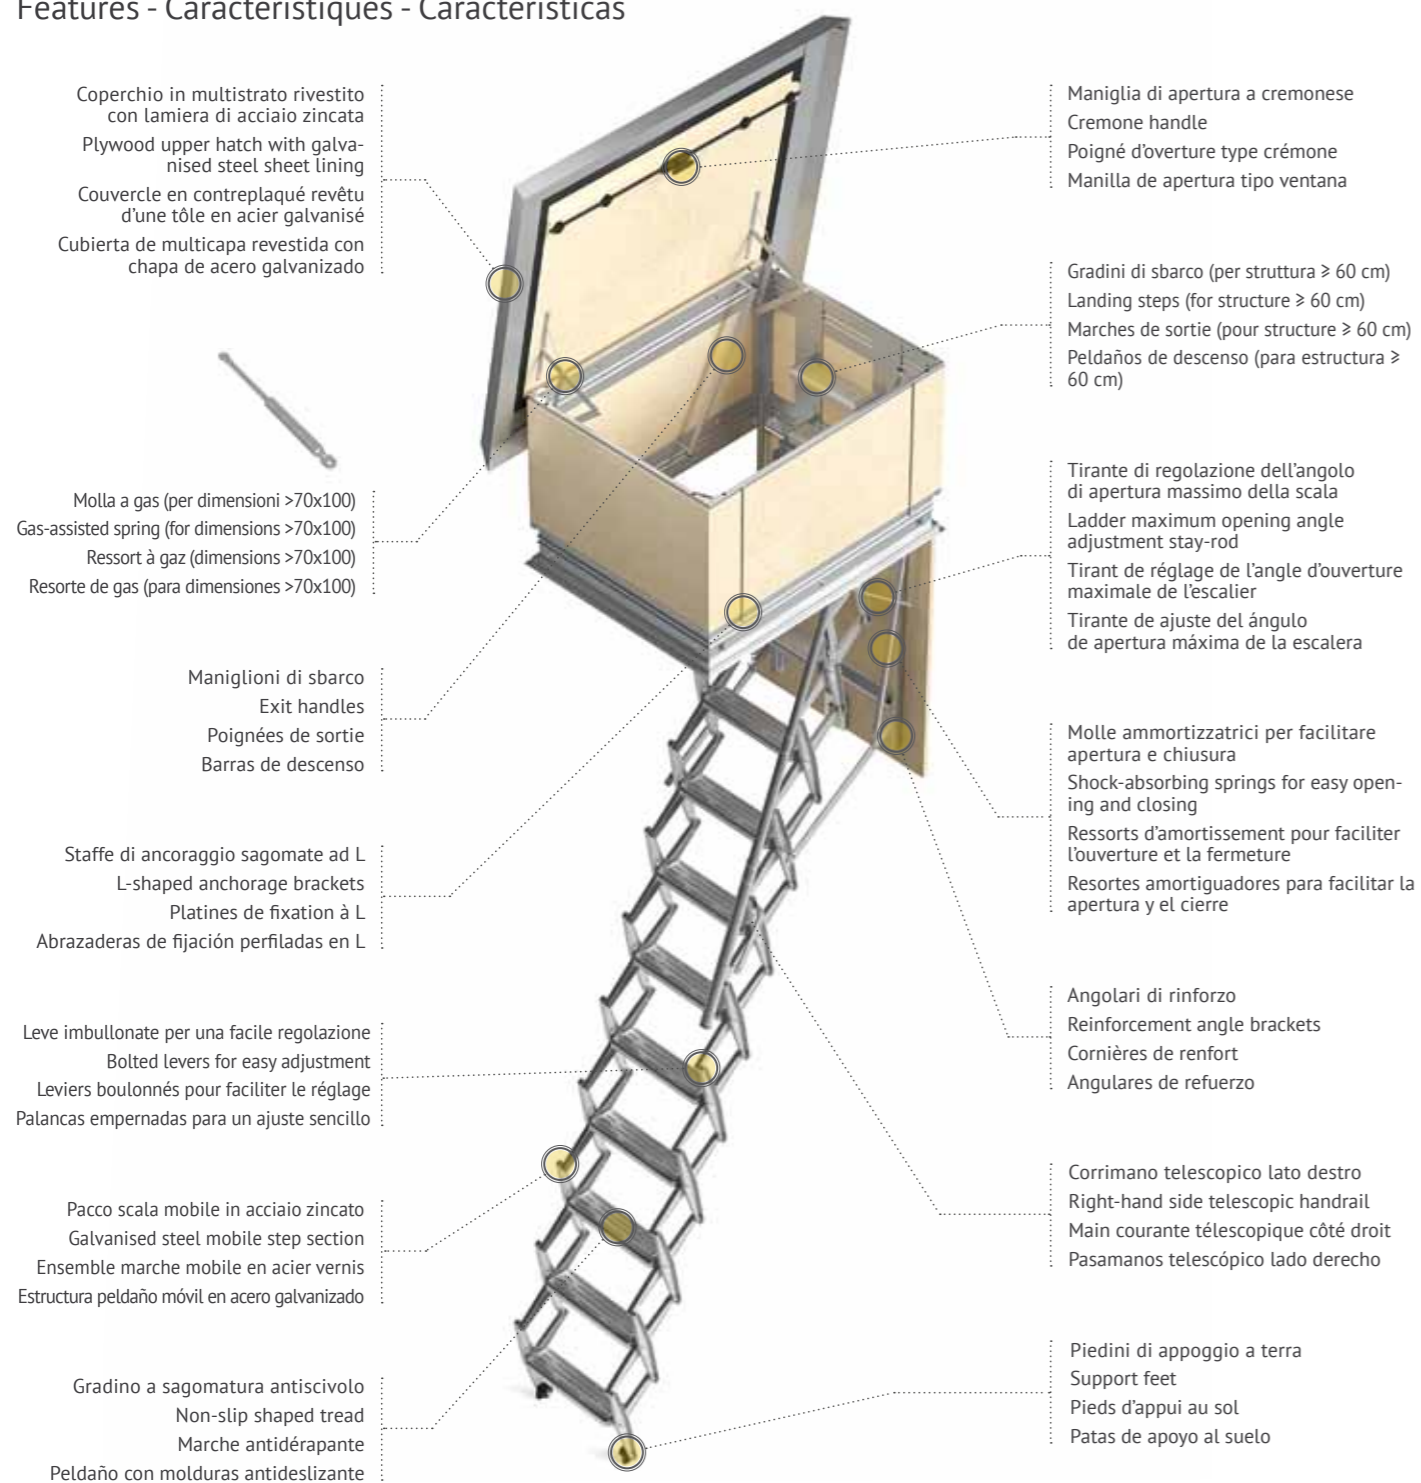 Features - Caractéristiques - Características
Coperchio in multistrato rivestito
con lamiera di acciaio zincata
Plywood upper hatch with galva-
nised steel sheet lining
Couvercle en contreplaqué revêtu
d'une tôle en acier galvanisé
Cubierta de multicapa revestida con
chapa de acero galvanizado
Molla a gas (per dimensioni >70x100)
Gas-assisted spring (for dimensions >70x100)
Ressort à gaz (dimensions >70x100)
Resorte de gas (para dimensiones >70x100)
Maniglioni di sbarco
Exit handles
Poignées de sortie
Barras de descenso
Staffe di ancoraggio sagomate ad L
L-shaped anchorage brackets
Platines de fixation à L
Abrazaderas de fijación perfiladas en L
Leve imbullonate per una facile regolazione
Bolted levers for easy adjustment
Leviers boulonnés pour faciliter le réglage
Palancas empernadas para un ajuste sencillo
Pacco scala mobile in acciaio zincato
Galvanised steel mobile step section
Ensemble marche mobile en acier vernis
Estructura peldaño móvil en acero galvanizado
Gradino a sagomatura antiscivolo
Non-slip shaped tread
Marche antidérapante
Peldaño con molduras antideslizante
Maniglia di apertura a cremonese
Cremone handle
Poigné d'overture type crémone
Manilla de apertura tipo ventana
Gradini di sbarco (per struttura ≥ 60 cm)
Landing steps (for structure ≥ 60 cm)
Marches de sortie (pour structure ≥ 60 cm)
Peldaños de descenso (para estructura ≥
60 cm)
Tirante di regolazione dell'angolo
di apertura massimo della scala
Ladder maximum opening angle
adjustment stay-rod
Tirant de réglage de l'angle d'ouverture
maximale de l'escalier
Tirante de ajuste del ángulo
de apertura máxima de la escalera
Molle ammortizzatrici per facilitare
apertura e chiusura
Shock-absorbing springs for easy open-
ing and closing
Ressorts d'amortissement pour faciliter
l'ouverture et la fermeture
Resortes amortiguadores para facilitar la
apertura y el cierre
Angolari di rinforzo
Reinforcement angle brackets
Cornières de renfort
Angulares de refuerzo
Corrimano telescopico lato destro
Right-hand side telescopic handrail
Main courante télescopique côté droit
Pasamanos telescópico lado derecho
Piedini di appoggio a terra
Support feet
Pieds d'appui au sol
Patas de apoyo al suelo